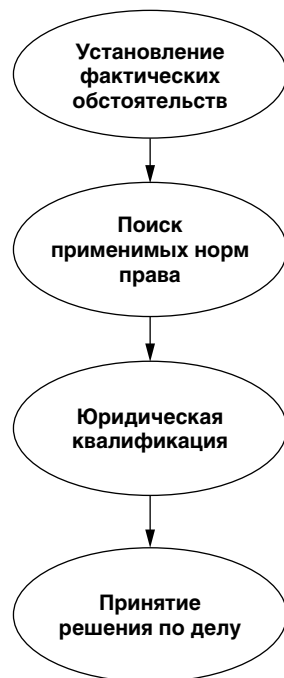 Установление
фактических
обстоятельств
Поиск
применимых норм
права
Юридическая
квалификация
Принятие
решения по делу